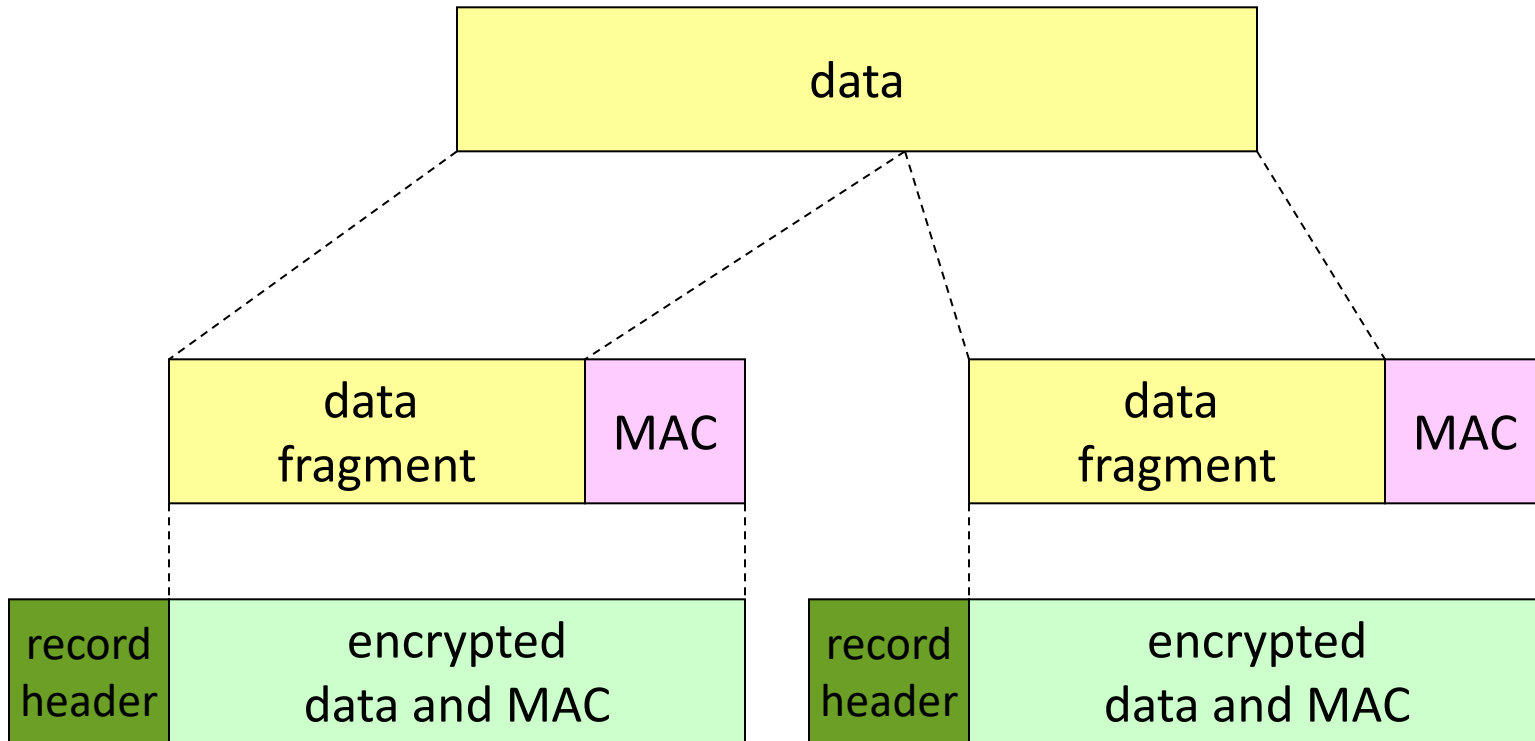 data
data
fragment
MAC
data
fragment
MAC
record
header
encrypted
data and MAC
record
header
encrypted
data and MAC